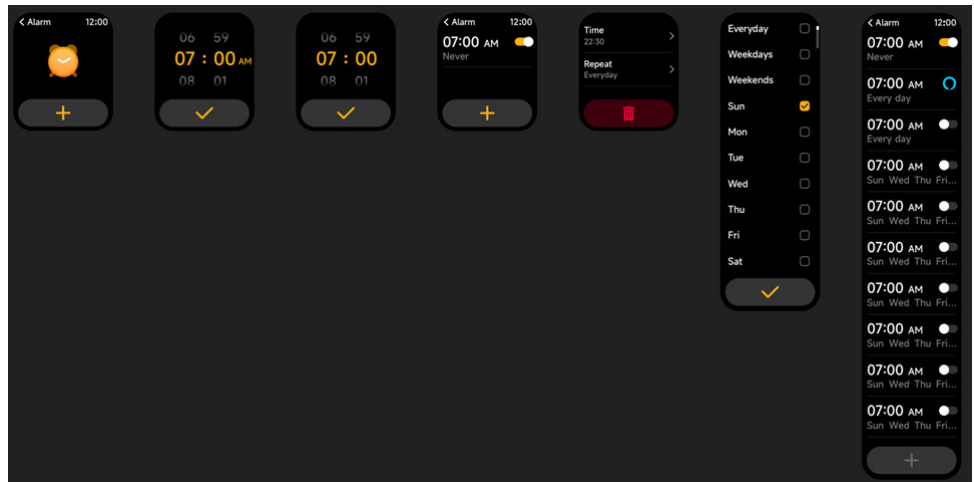 < Alarm 12:00
06 59
07 : 00 AM
08 01
06 59
07 : 00
08 01
< Alarm 12:00
07:00 AM
Never
Time
22:30
Repeat
Everyday
Everyday
Weekdays
Weekends
Sun
Mon
Tue
Wed
Thu
Fri
Sat
< Alarm 12:00
07:00 AM
Never
07:00 AM
Every day
07:00 AM
Every day
07:00 AM
Sun Wed Thu Fri...
07:00 AM
Sun Wed Thu Fri...
07:00 AM
Sun Wed Thu Fri...
07:00 AM
Sun Wed Thu Fri...
07:00 AM
Sun Wed Thu Fri...
07:00 AM
Sun Wed Thu Fri...
07:00 AM
Sun Wed Thu Fri...